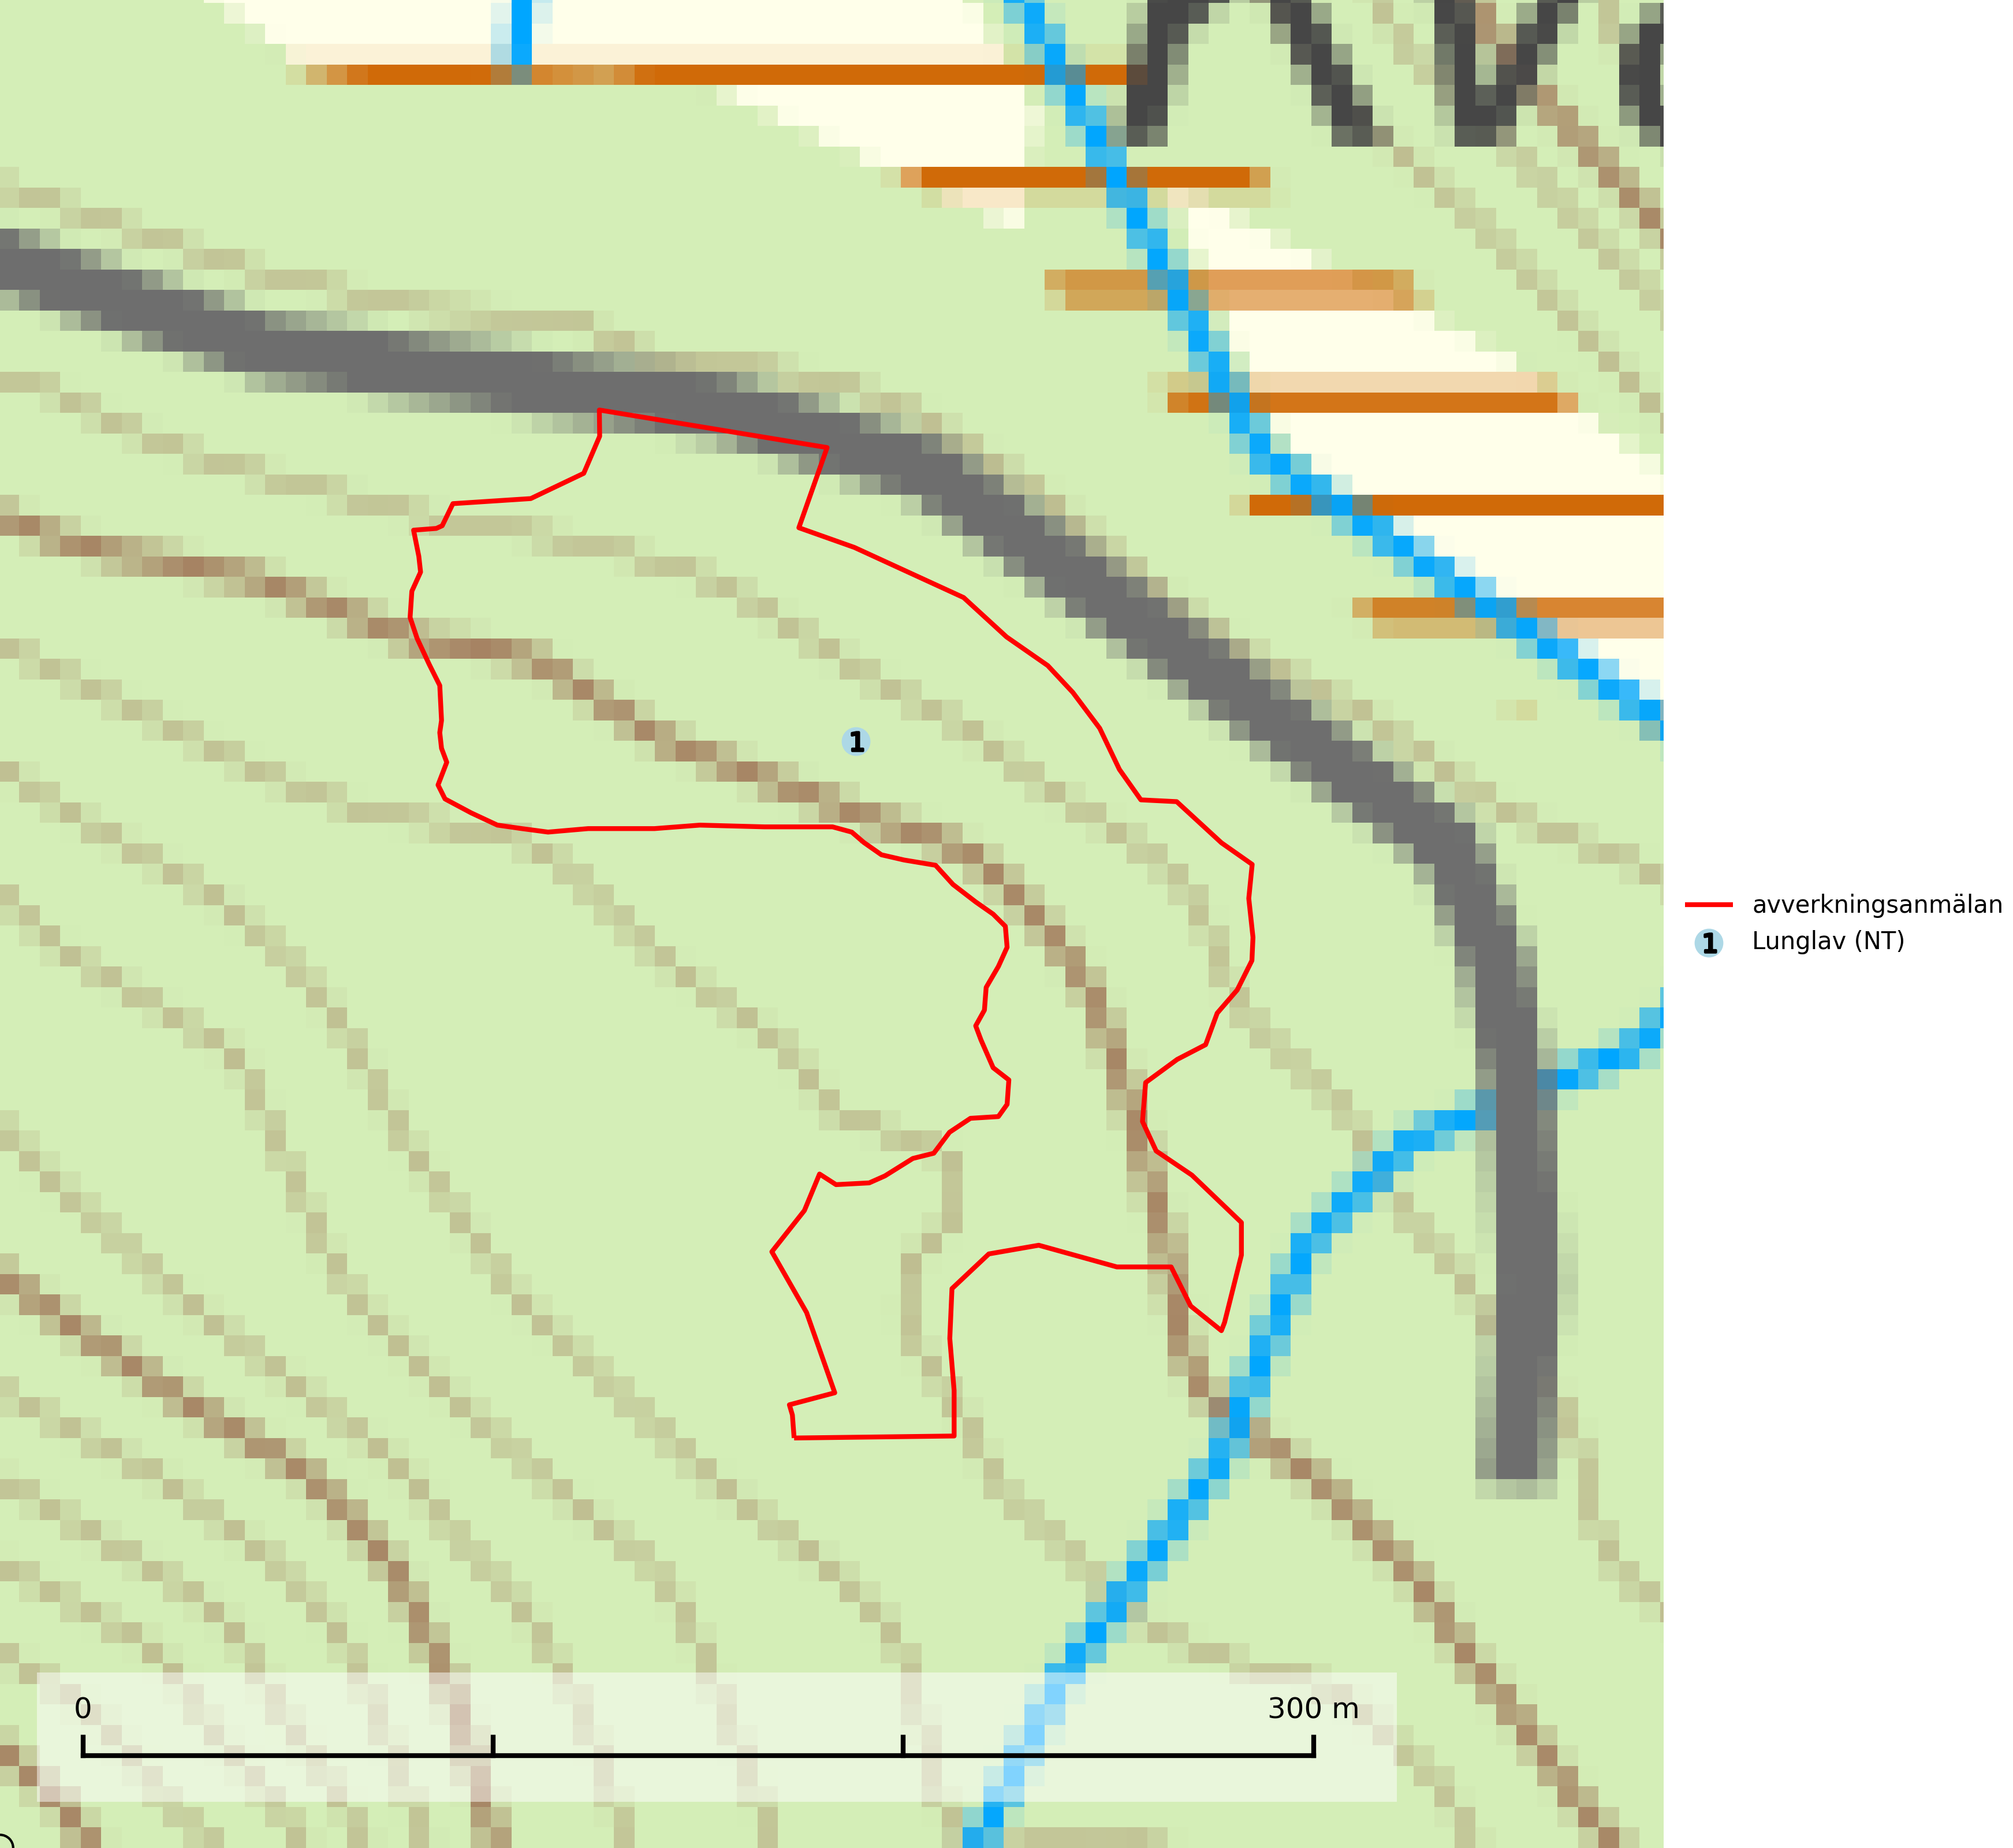 1
avverkningsanmälan
1 Lunglav (NT)
0 300 m